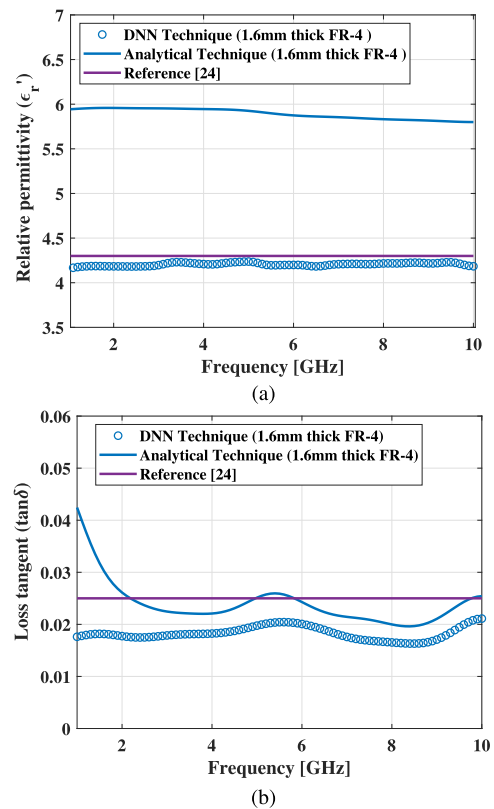 7
6.5
6
5.5
5
4.5
4
3.5
Relative permittivity (ϵr')
DNN Technique (1.6mm thick FR-4 )
Analytical Technique (1.6mm thick FR-4 )
Reference [24]
2 4 6 8 10
Frequency [GHz]
(a)
0.06
0.05
0.04
0.03
0.02
0.01
0
Loss tangent (tanδ)
DNN Technique (1.6mm thick FR-4)
Analytical Technique (1.6mm thick FR-4)
Reference [24]
2 4 6 8 10
Frequency [GHz]
(b)